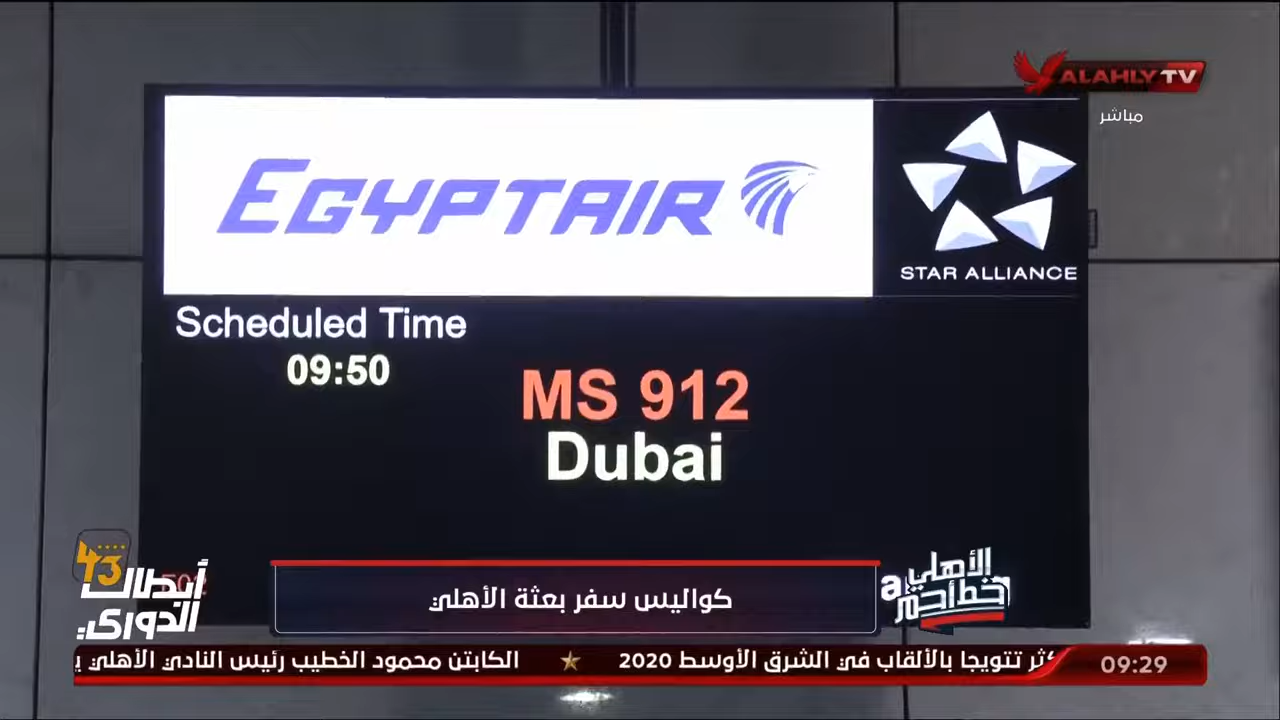 ALAHLY TV
مباشر
EGYPTAIR
STAR ALLIANCE
Scheduled Time
09:50
MS 912
Dubai
43
أبطال
الدوري
كواليس سفر بعثة الأهلي
الأهلي
خط أحمر
تتويجا بالألقاب في الشرق الأوسط 2020
الكابتن محمود الخطيب رئيس النادي الأهلي
09:29